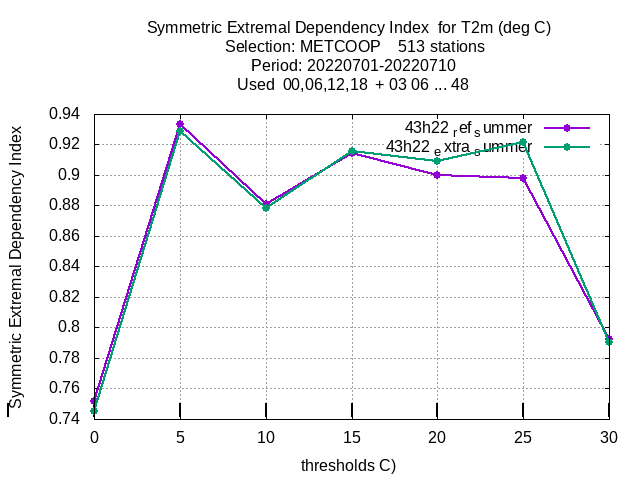 Symmetric Extremal Dependency Index for T2m (deg C)
Selection: METCOOP 513 stations
Period: 20220701-20220710
Used 00,06,12,18 + 03 06 ... 48
Symmetric Extremal Dependency Index
0.94
0.92
0.9
0.88
0.86
0.84
0.82
0.8
0.78
0.76
0.74
43h22 ref summer
43h22 extra summer
0 5 10 15 20 25 30
thresholds C)